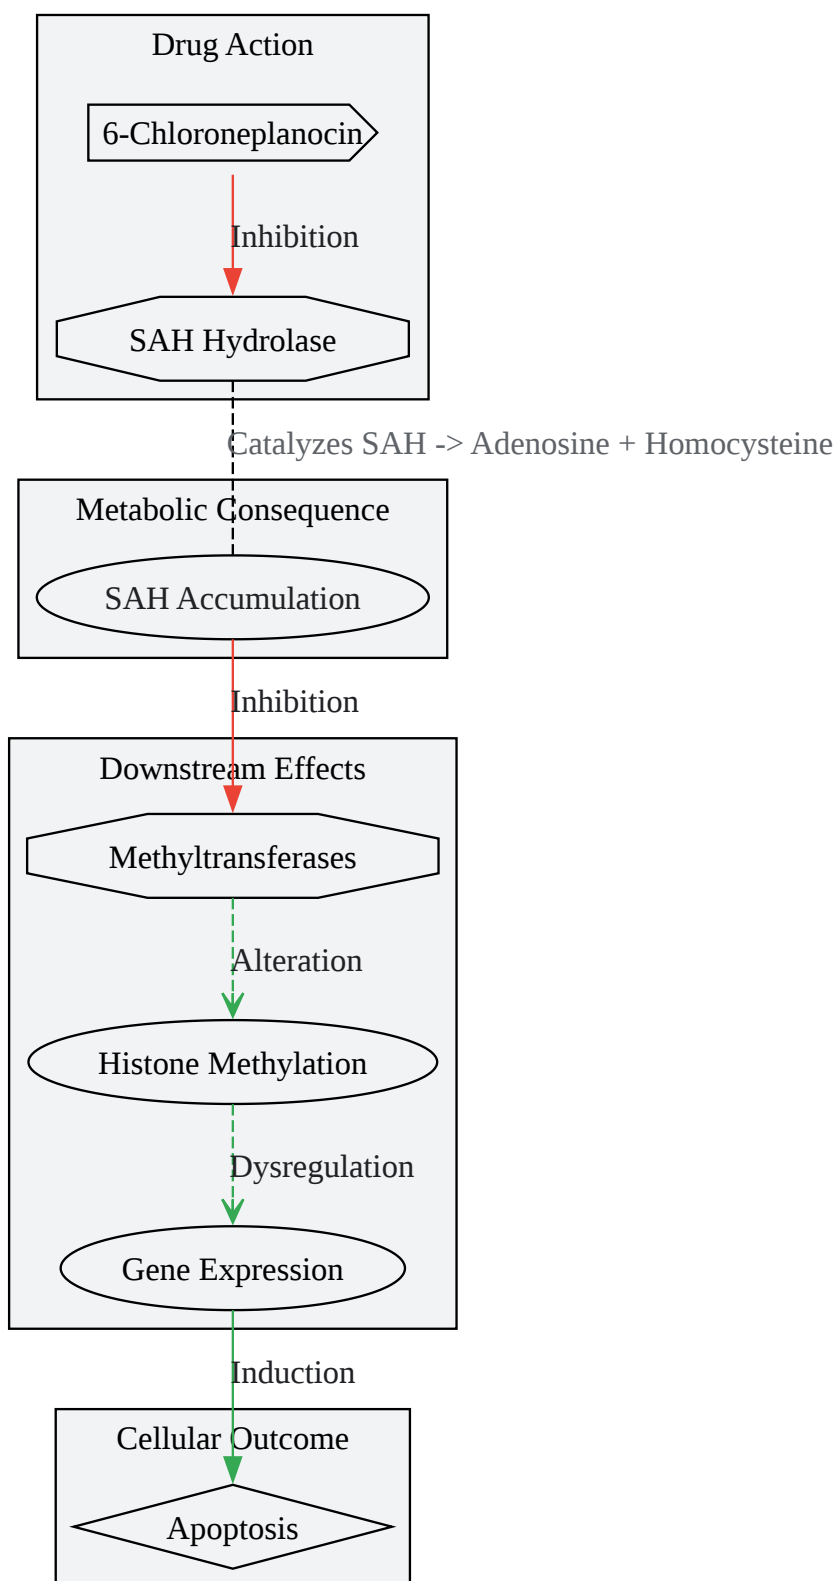 Drug Action
6-Chloroneplanocin
Inhibition
SAH Hydrolase
Catalyzes SAH -> Adenosine + Homocysteine
Metabolic Consequence
SAH Accumulation
Inhibition
Downstream Effects
Methyltransferases
Alteration
Histone Methylation
Dysregulation
Gene Expression
Induction
Cellular Outcome
Apoptosis